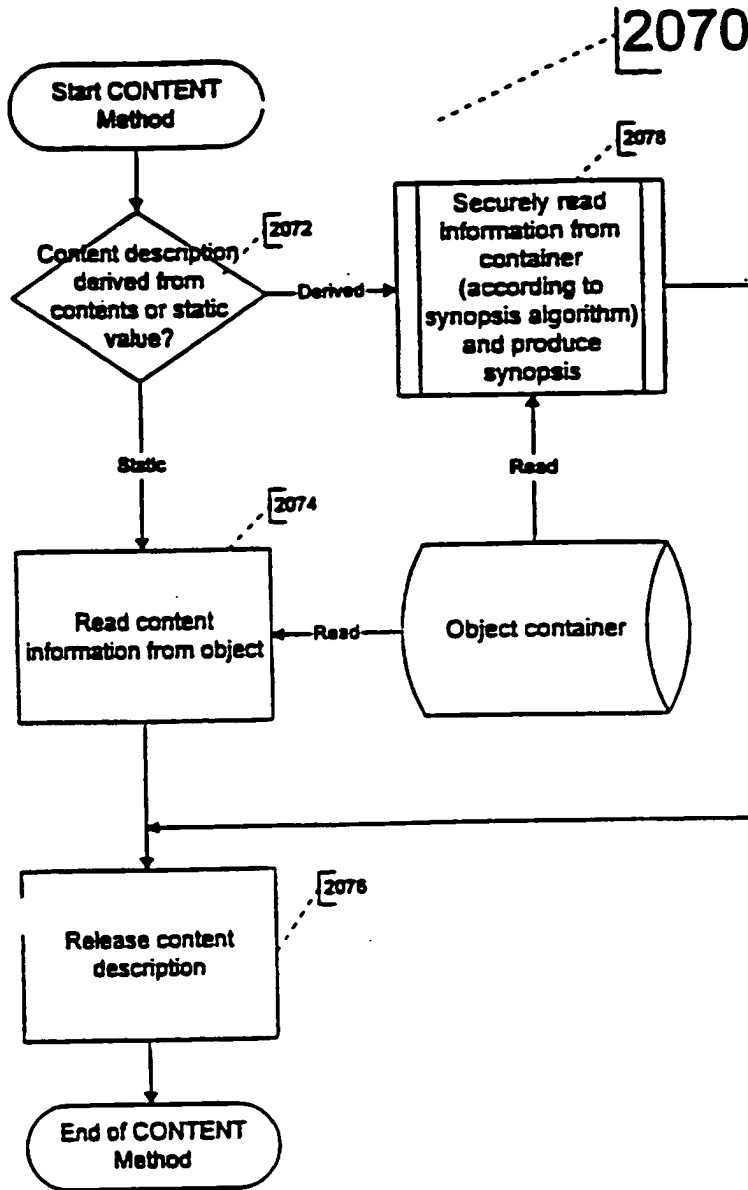 2070
Start CONTENT
Method
2078
2072
Content description
derived from
contents or static
value?
Derived
Securely read
information from
container
(according to
synopsis algorithm)
and produce
synopsis
Static
Read
2074
Read content
information from object
Read
Object container
2076
Release content
description
End of CONTENT
Method